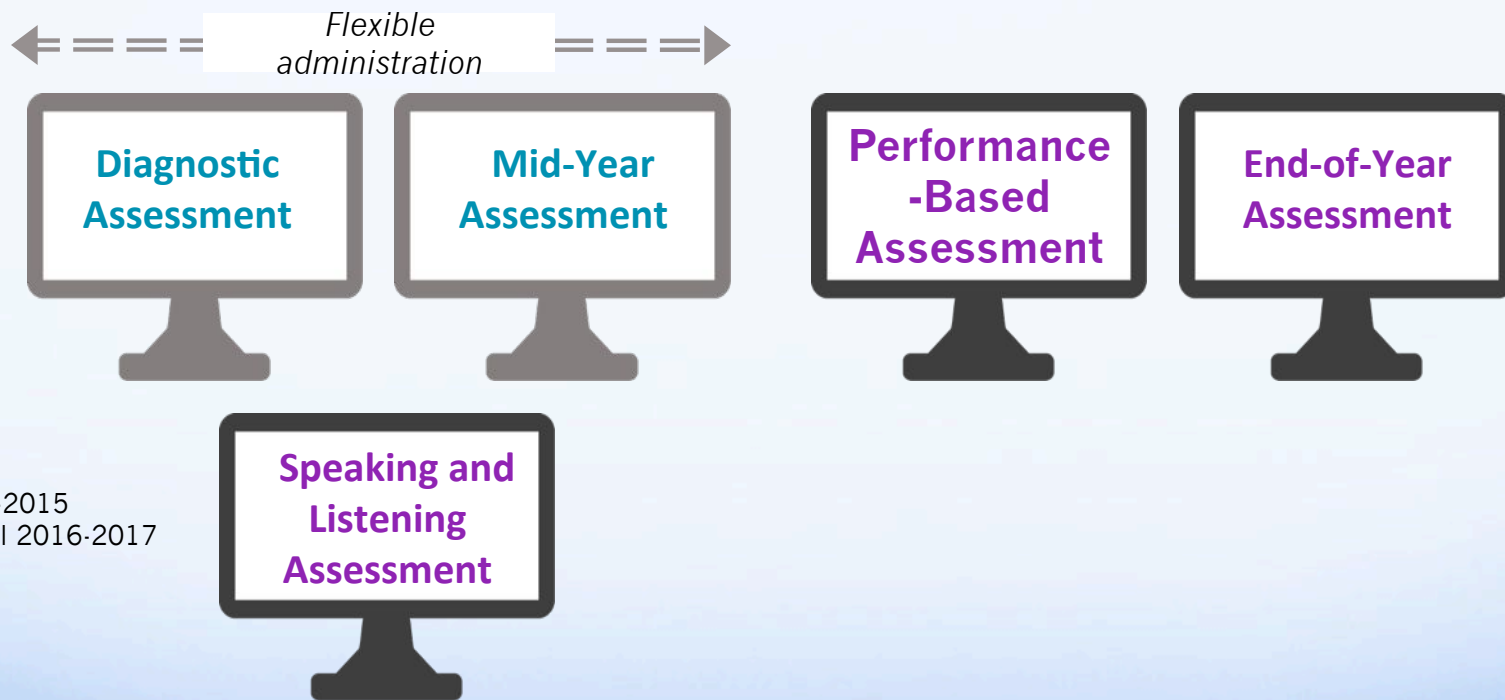 Flexible
administration
Diagnostic
Assessment
Mid-Year
Assessment
Performance
-Based
Assessment
End-of-Year
Assessment
Speaking and
Listening
Assessment
-2015
l 2016-2017